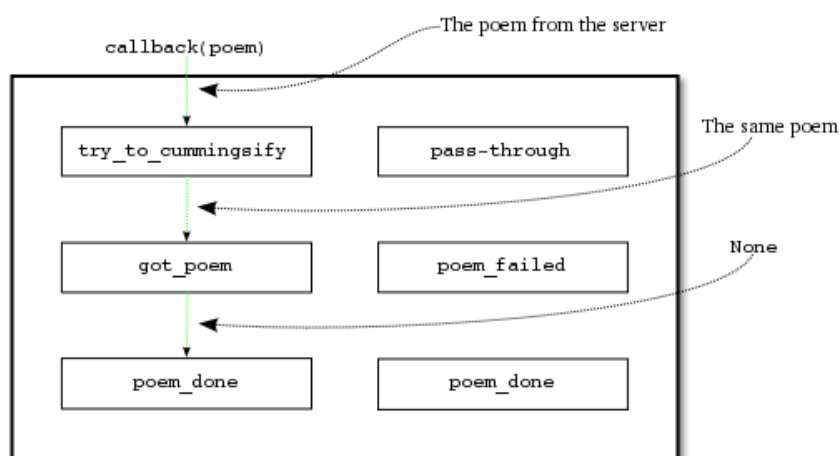 The poem from the server
callback(poem)
The same poem
try_to_cummingsify
pass-through
None
got_poem
poem_failed
poem_done
poem_done